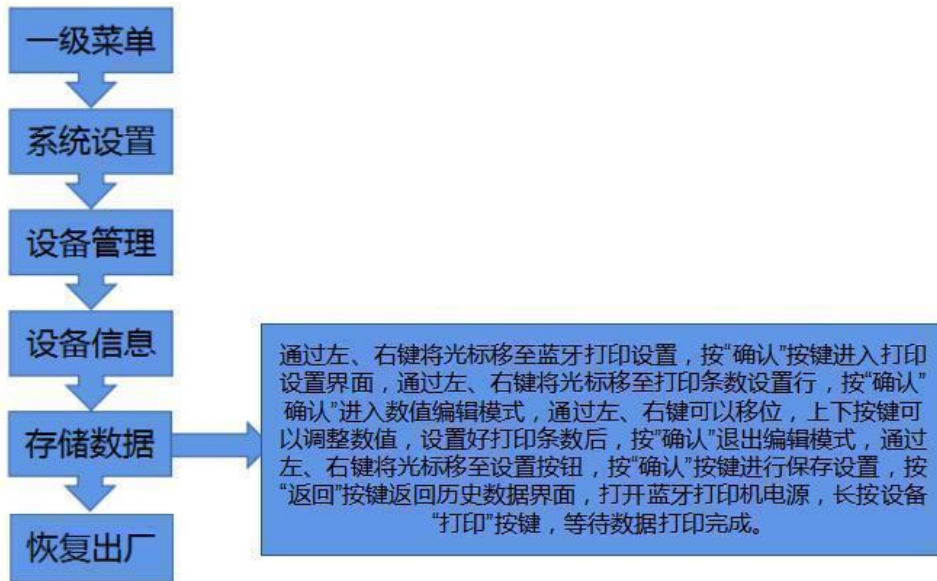 一级菜单
系统设置
设备管理
设备信息
存储数据
恢复出厂
通过左、右键将光标移至蓝牙打印设置，按“确认”按键进入打印
设置界面，通过左、右键将光标移至打印条数设置行，按“确认”
确认”进入数值编辑模式，通过左、右键可以移位，上下按键可
以调整数值，设置好打印条数后，按”确认”退出编辑模式，通过
左、右键将光标移至设置按钮，按“确认”按键进行保存设置，按
“返回”按键返回历史数据界面，打开蓝牙打印机电源，长按设备
“打印”按键，等待数据打印完成。